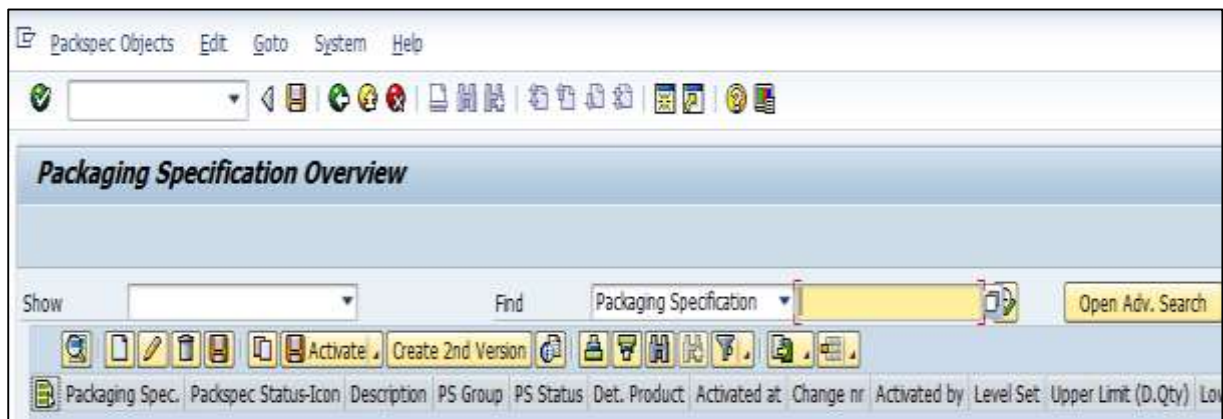 Packspec Objects Edit Goto System Help
Packaging Specification Overview
Show Find Packaging Specification Open Adv. Search
Activate Create 2nd Version
Packaging Spec. Packspec Status-Icon Description PS Group PS Status Det. Product Activated at Change nr Activated by Level Set Upper Limit (D.Qty)